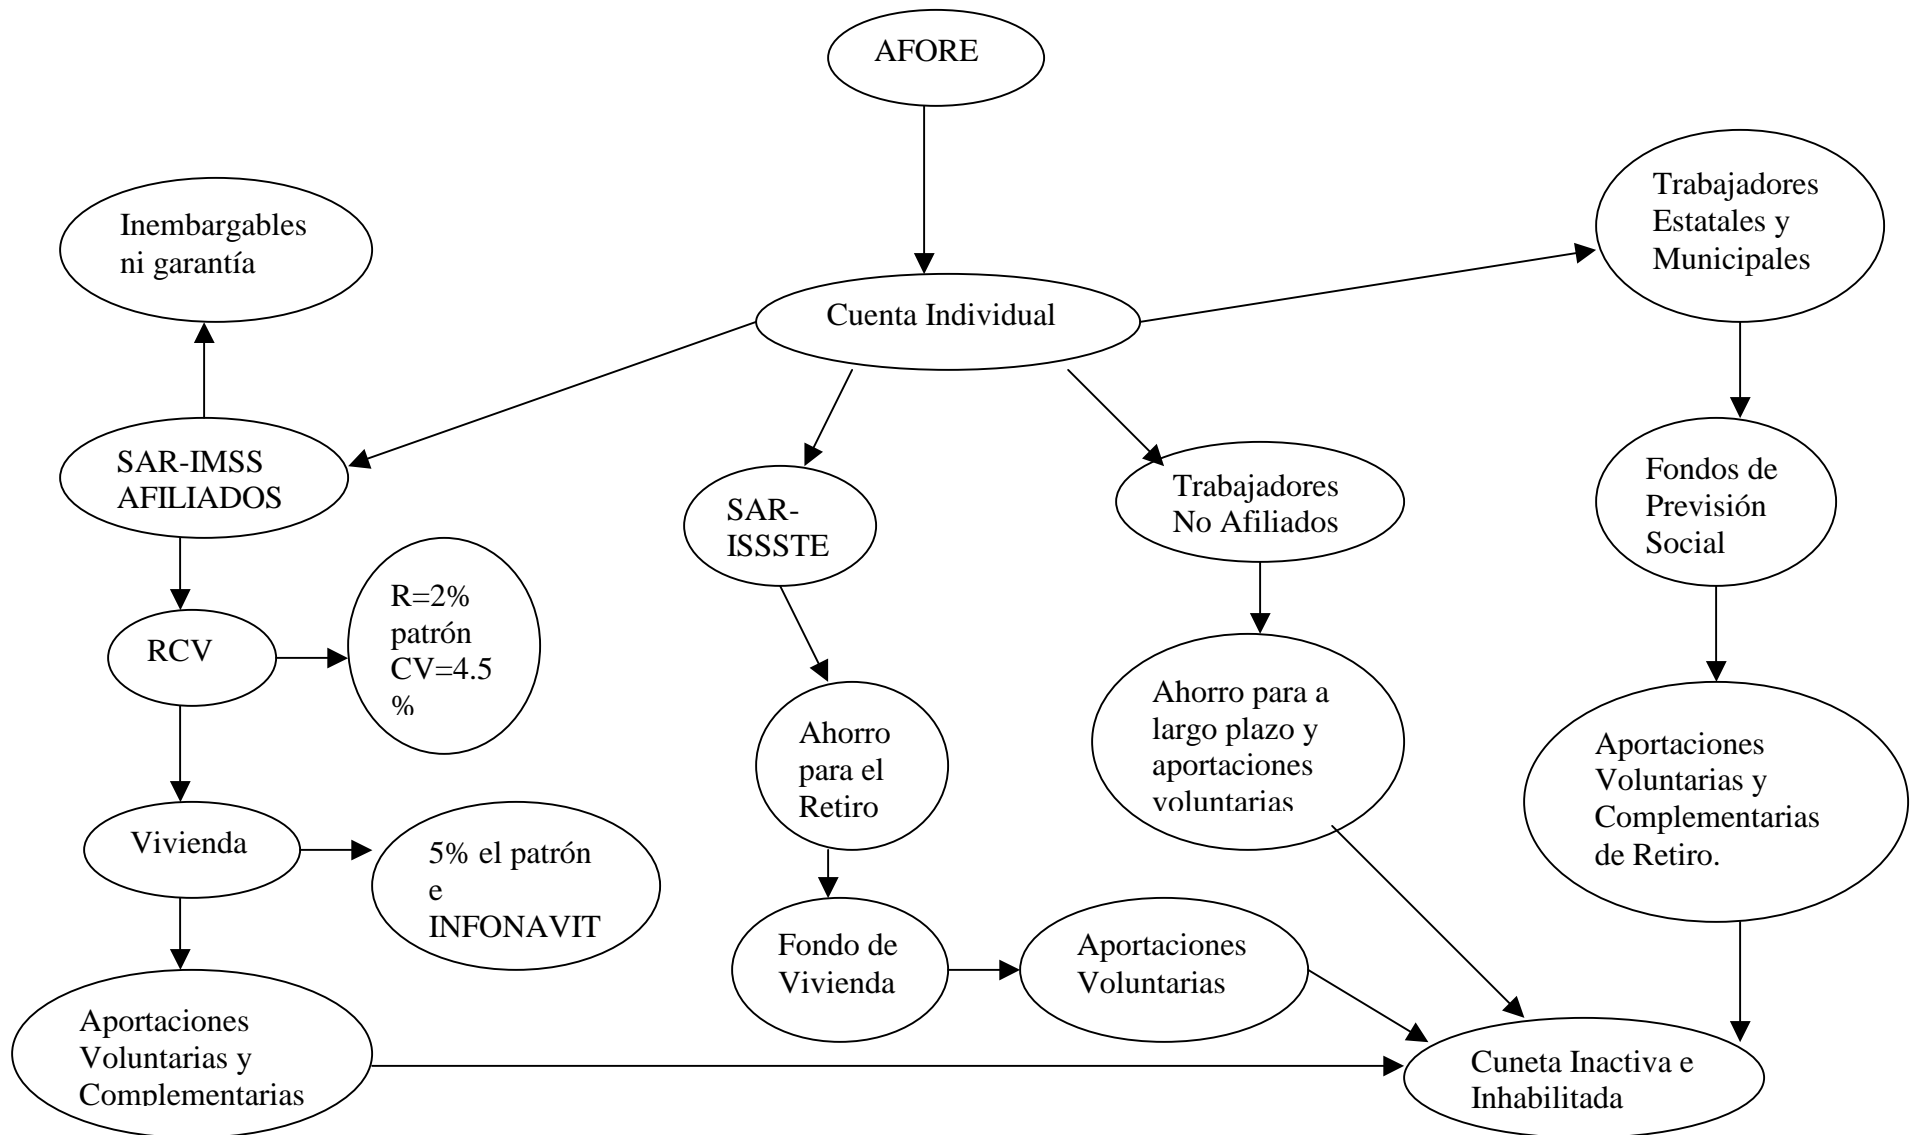 AFORE
Trabajadores
Estatales y
Municipales
Inembargables
ni garantía
Cuenta Individual
SAR-IMSS
AFILIADOS
SAR-
ISSSTE
Trabajadores
No Afiliados
Fondos de
Previsión
Social
R=2%
patrón
CV=4.5
%
RCV
Ahorro
para el
Retiro
Ahorro para a
largo plazo y
aportaciones
voluntarias
Aportaciones
Voluntarias y
Complementarias
de Retiro.
Vivienda
5% el patrón
e
INFONAVIT
Fondo de
Vivienda
Aportaciones
Voluntarias
Aportaciones
Voluntarias y
Complementarias
Cuneta Inactiva e
Inhabilitada